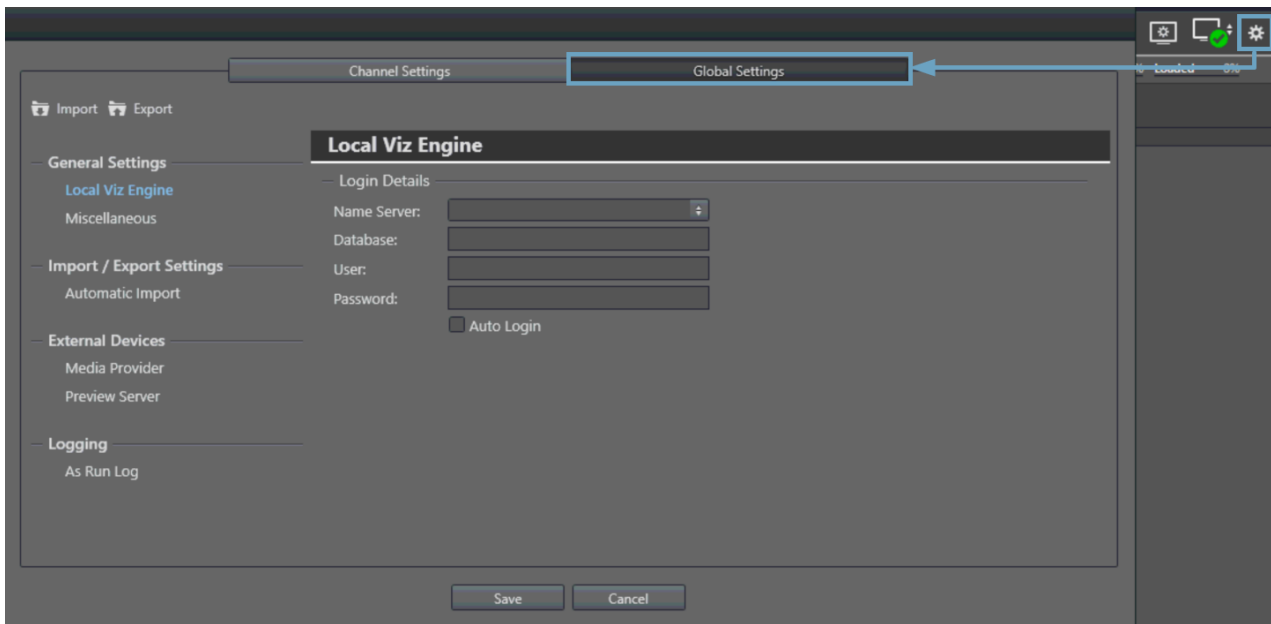 Channel Settings
Global Settings
Loaded
Import
Export
Local Viz Engine
General Settings
Local Viz Engine
Miscellaneous
Import / Export Settings
Automatic Import
External Devices
Media Provider
Preview Server
Logging
As Run Log
Login Details
Name Server:
Database:
User:
Password:
Auto Login
Save
Cancel